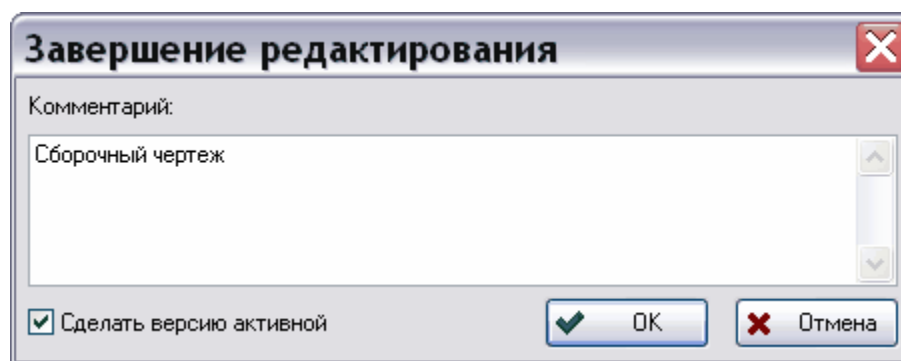 Завершение редактирования
Комментарий:
Сборочный чертеж
Сделать версию активной
OK
Отмена